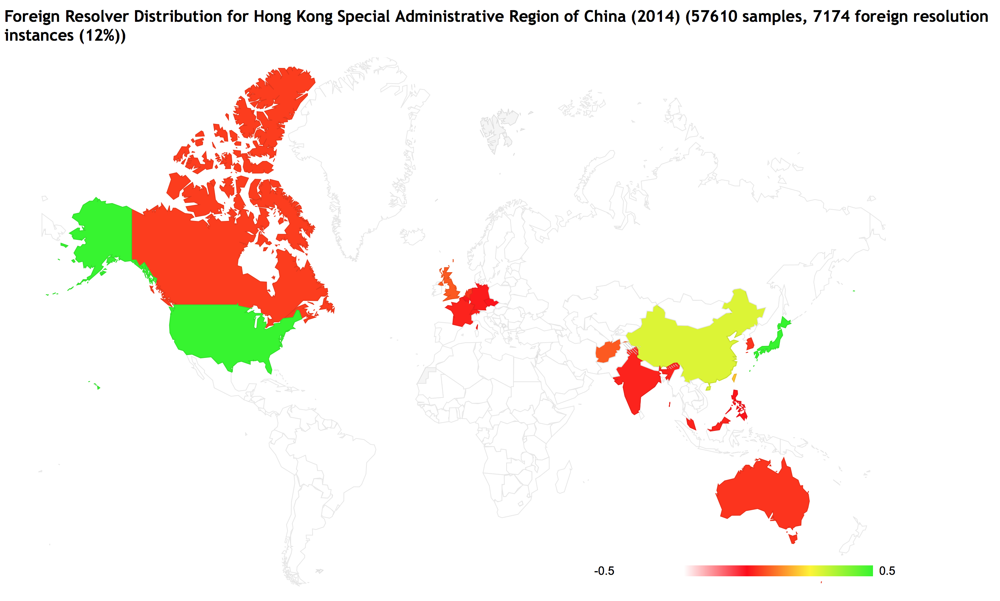 Foreign Resolver Distribution for Hong Kong Special Administrative Region of China (2014) (57610 samples, 7174 foreign resolution
instances (12%))
-0.5 0.5